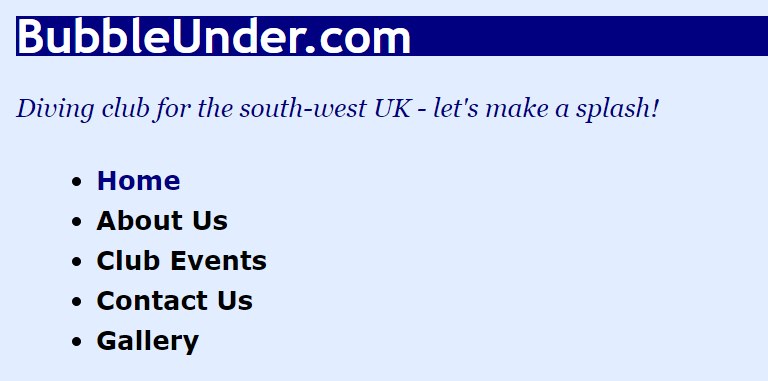 BubbleUnder.com
Diving club for the south-west UK - let's make a splash!
Home
About Us
Club Events
Contact Us
Gallery